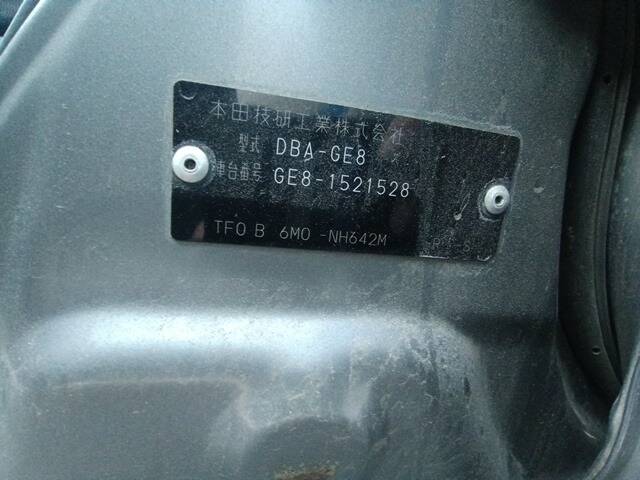 本田技研工業株式会社
型式 DBA-GE8
車台番号 GE8-1521528
TF0 B 6M0 -NH642M